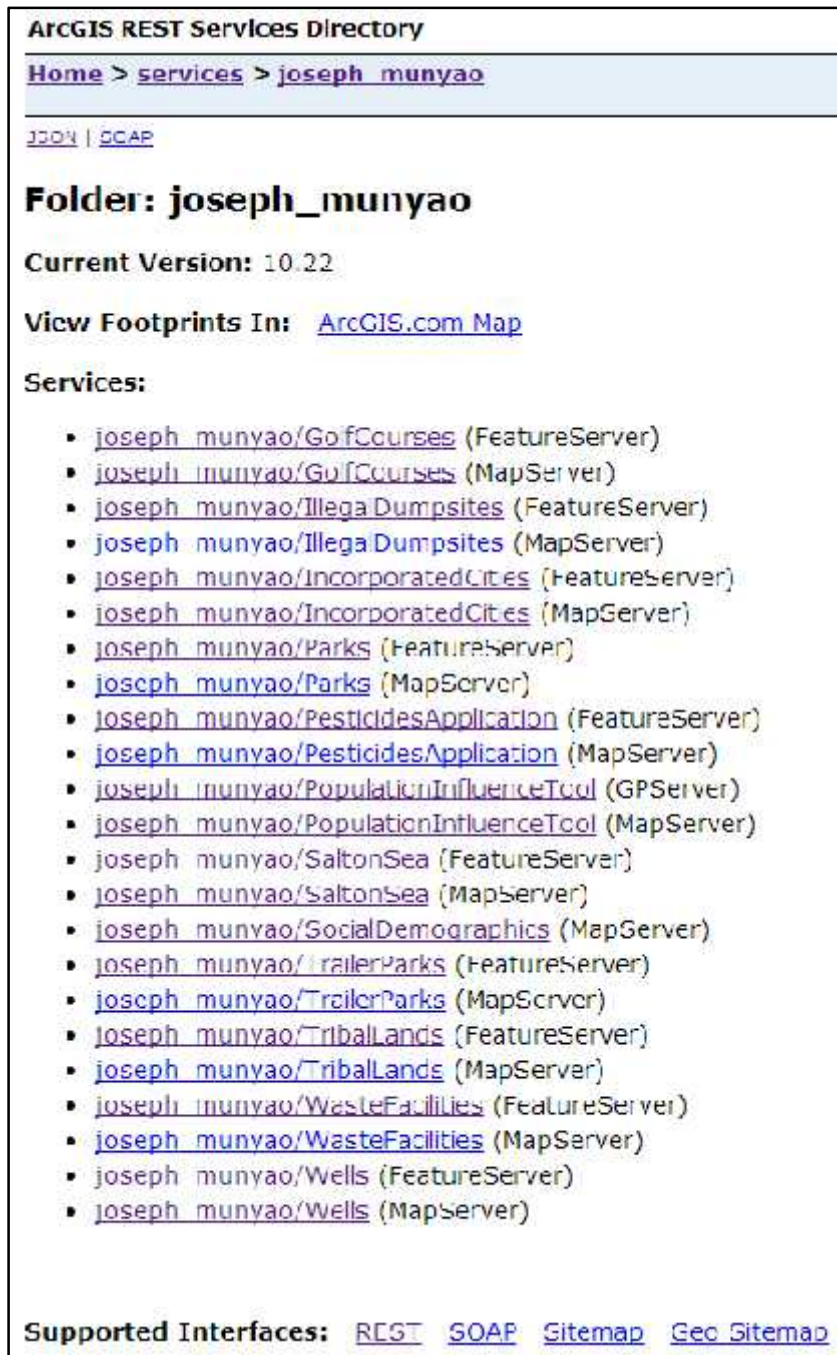 ArcGIS REST Services Directory
Home > services > joseph_munyao
JSON | SOAP
Folder: joseph_munyao
Current Version: 10.22
View Footprints In: ArcGIS.com Map
Services:
• joseph_munyao/GolfCourses (FeatureServer)
• joseph_munyao/GolfCourses (MapServer)
• joseph_munyao/IllegalDumpsites (FeatureServer)
• joseph_munyao/IllegalDumpsites (MapServer)
• joseph_munyao/IncorporatedCities (FeatureServer)
• joseph_munyao/IncorporatedCities (MapServer)
• joseph_munyao/Parks (FeatureServer)
• joseph_munyao/Parks (MapServer)
• joseph_munyao/PesticidesApplication (FeatureServer)
• joseph_munyao/PesticidesApplication (MapServer)
• joseph_munyao/PopulationInfluenceTool (GPServer)
• joseph_munyao/PopulationInfluenceTool (MapServer)
• joseph_munyao/SaltonSea (FeatureServer)
• joseph_munyao/SaltonSea (MapServer)
• joseph_munyao/SocialDemographics (MapServer)
• joseph_munyao/TrailerParks (FeatureServer)
• joseph_munyao/TrailerParks (MapServer)
• joseph_munyao/TribalLands (FeatureServer)
• joseph_munyao/TribalLands (MapServer)
• joseph_munyao/WasteFacilities (FeatureServer)
• joseph_munyao/WasteFacilities (MapServer)
• joseph_munyao/Wells (FeatureServer)
• joseph_munyao/Wells (MapServer)
Supported Interfaces: REST SOAP Sitemap Geo Sitemap